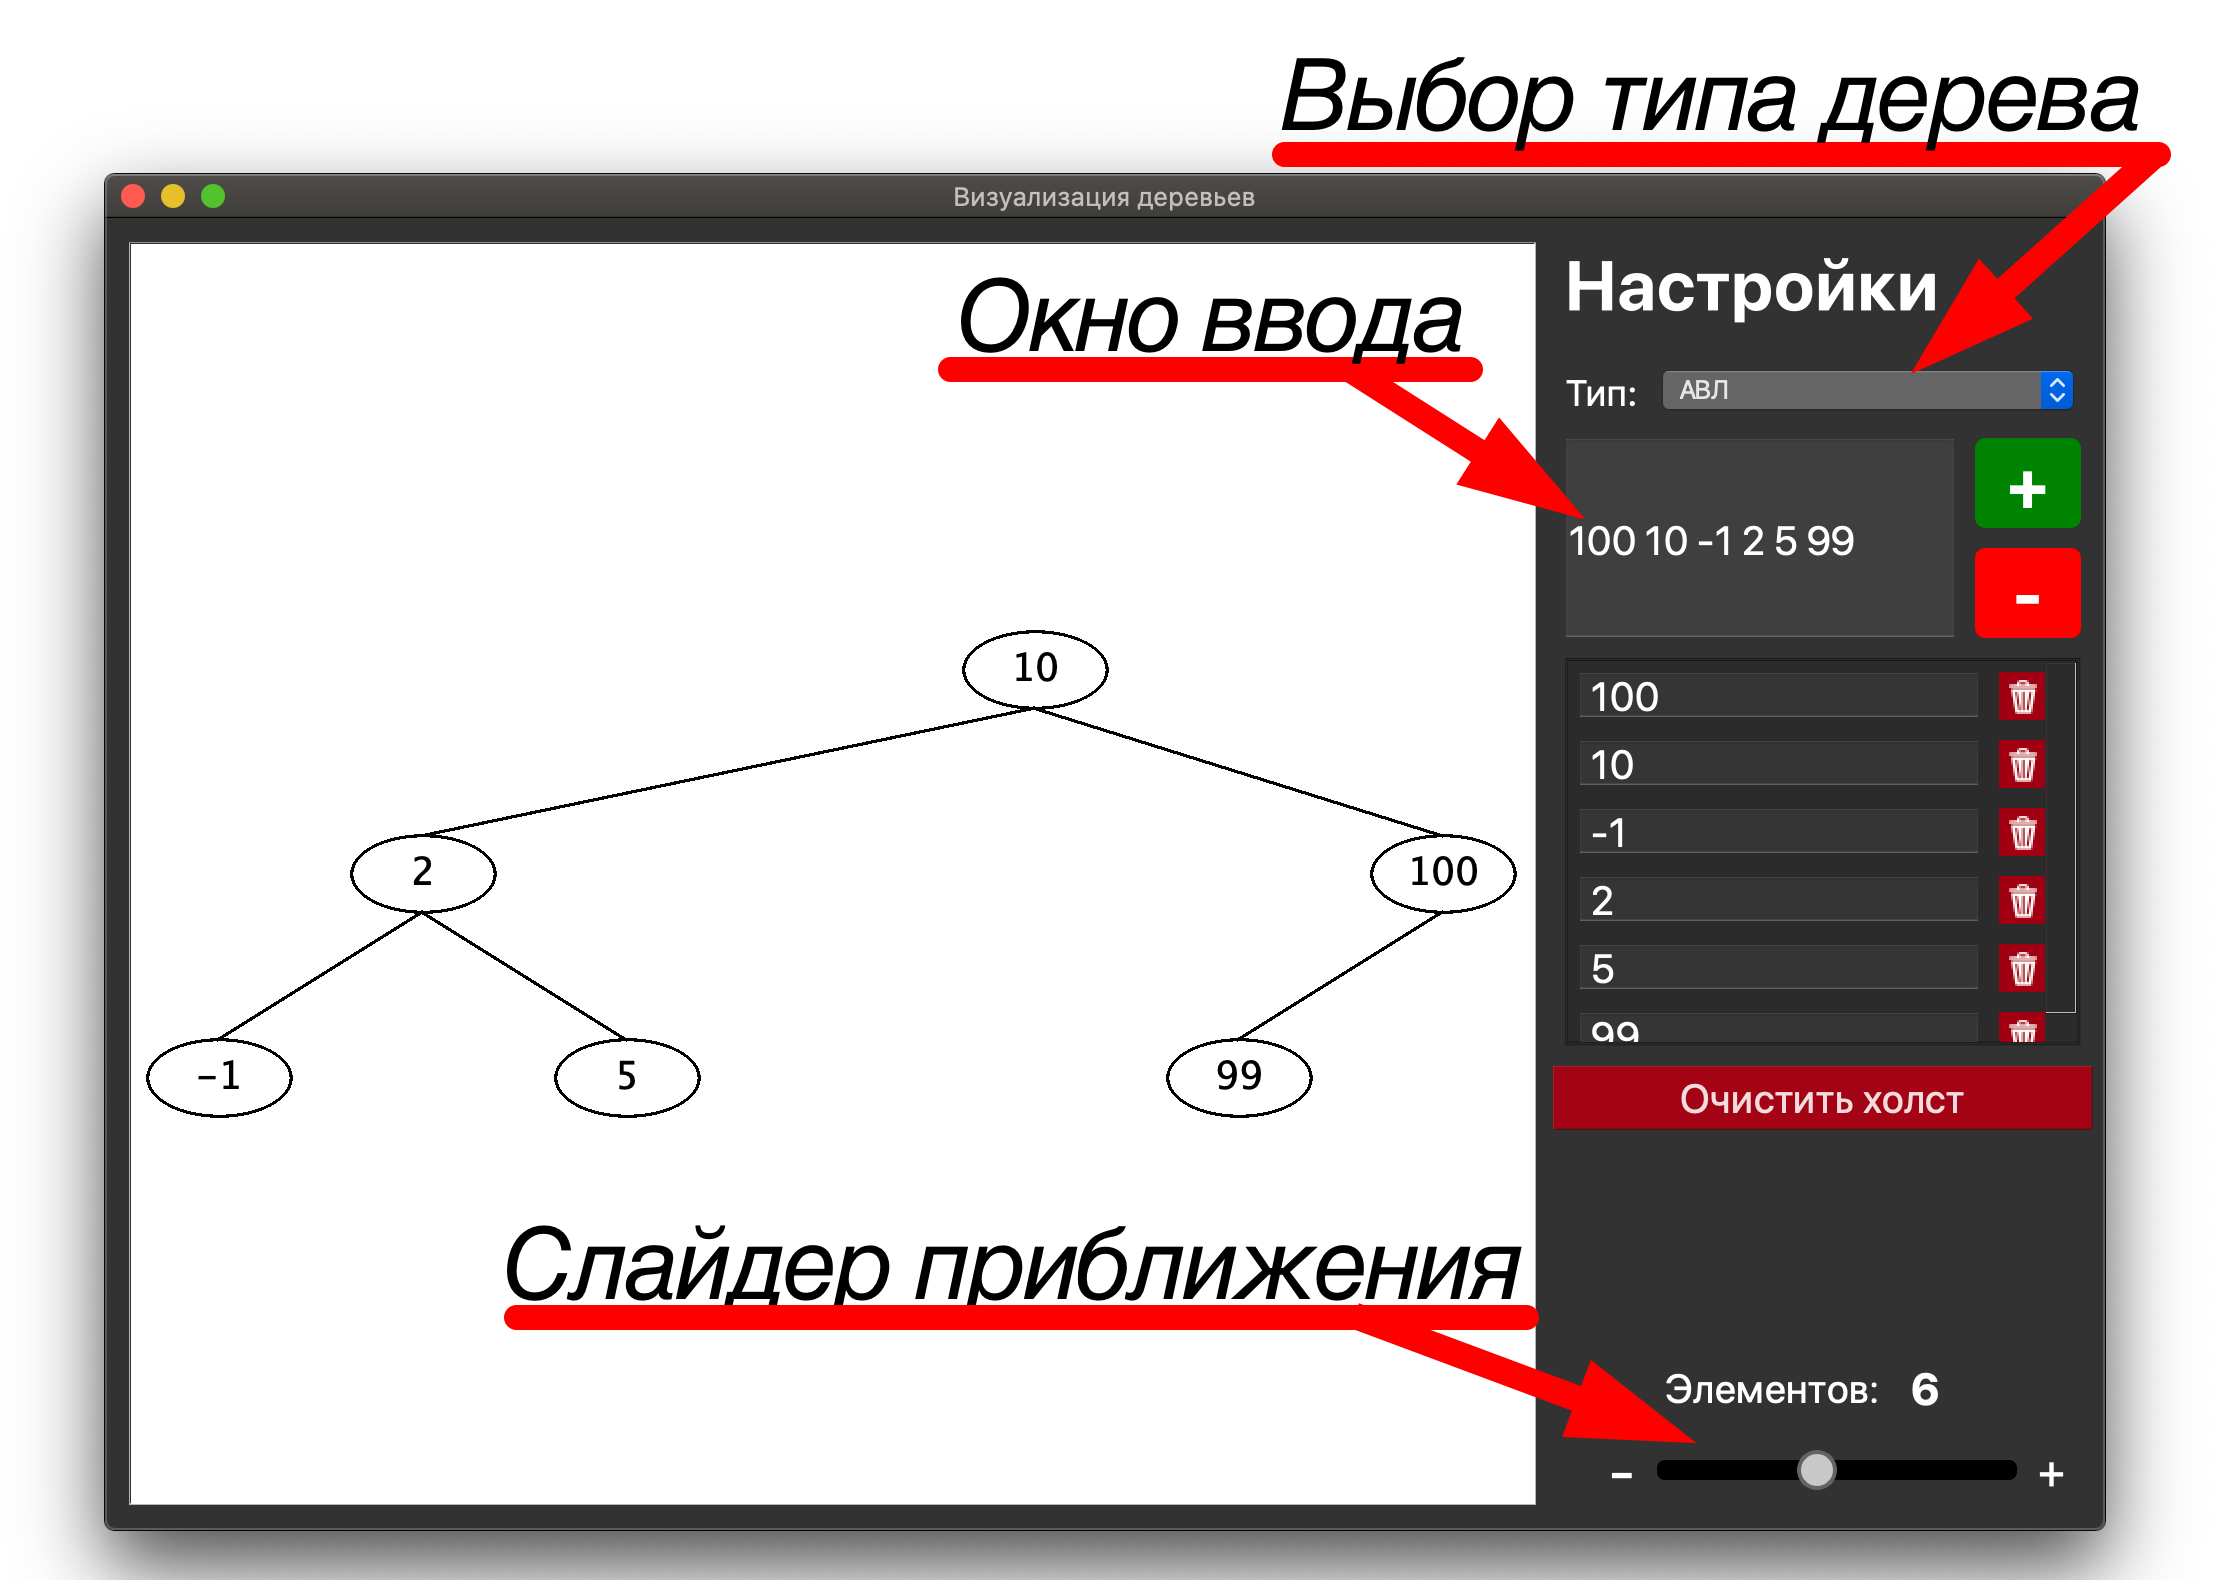 Выбор типа дерева
Визуализация деревьев
Окно ввода
Настройки
Тип: АВЛ
100 10 -1 2 5 99
+
-
10
2
100
-1
5
99
100
10
-1
2
5
99
Очистить холст
Слайдер приближения
Элементов: 6
- +